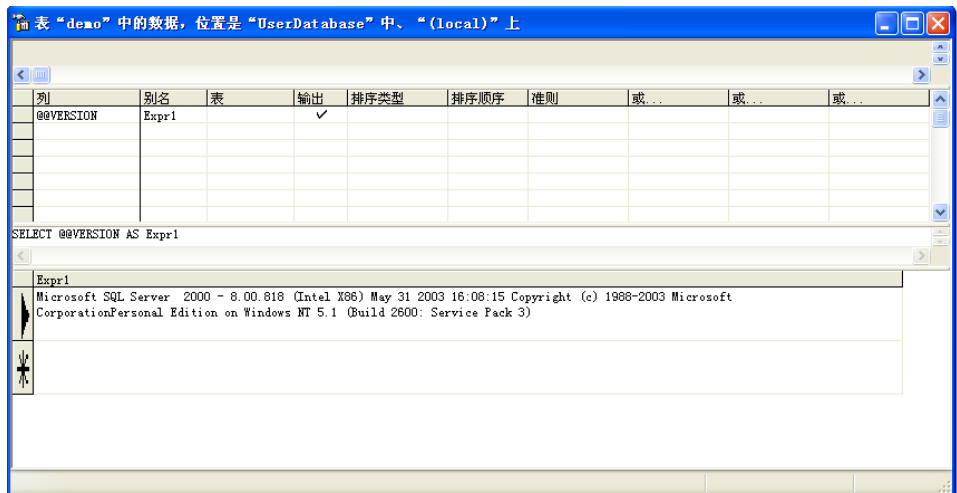 表“demo”中的数据，位置是“UserDatabase”中、“(local)”上
列 别名 表 输出 排序类型 排序顺序 准则 或... 或... 或...
@@VERSION Expr1
SELECT @@VERSION AS Expr1
Expr1
Microsoft SQL Server  2000 - 8.00.818 (Intel X86) May 31 2003 16:08:15 Copyright (c) 1988-2003 Microsoft
CorporationPersonal Edition on Windows NT 5.1 (Build 2600: Service Pack 3)